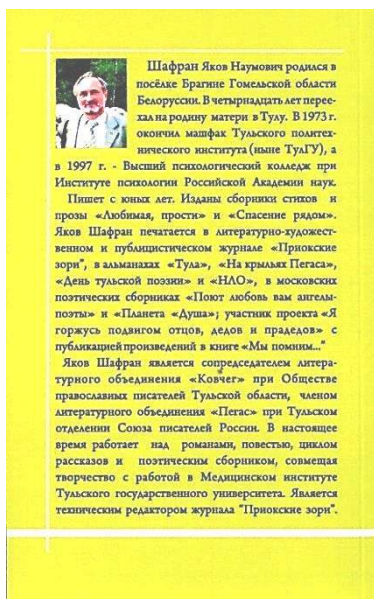 Шафран Яков Наумович родился в
посёлке Брагине Гомельской области
Белоруссии. В четырнадцать лет перее-
хал на родину матери в Тулу. В 1973 г.
окончил машфак Тульского политех-
нического института (ныне ТулГУ), а
в 1997 г. - Высший психологический колледж при
Институте психологии Российской Академии наук.
Пишет с юных лет. Изданы сборники стихов и
прозы «Любимая, прости» и «Спасение рядом».
Яков Шафран печатается в литературно-художест-
венном и публицистическом журнале «Приокские
зори", в альманахах «Тула», «На крыльях Пегаса»,
«День тульской поэзии» и «НЛО», в московских
поэтических сборниках «Поют любовь вам ангелы-
поэты» и «Планета «Душа»; участник проекта «Я
горжусь подвигом отцов, дедов и прадедов» с
публикацией произведений в книге «Мы помним..."
Яков Шафран является сопредседателем литера-
турного объединения «Ковчег» при Обществе
православных писателей Тульской области, членом
литературного объединения «Пегас» при Тульском
отделении Союза писателей России. В настоящее
время работает над романами, повестью, циклом
рассказов и поэтическим сборником, совмещая
творчество с работой в Медицинском институте
Тульского государственного университета. Является
техническим редактором журнала "Приокские зори".